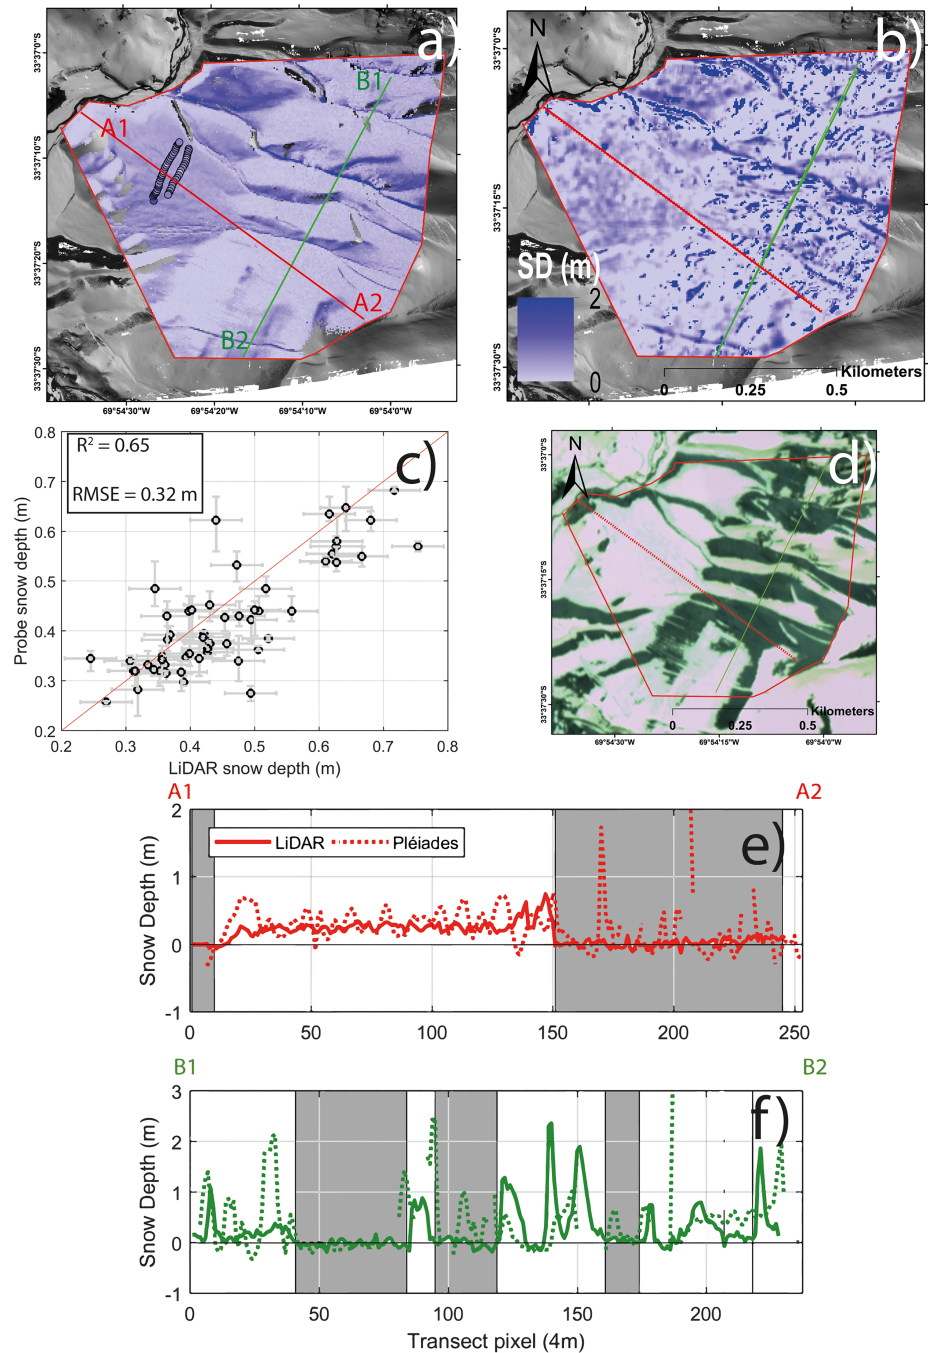 a)
b)
N
33°37'0"S
33°37'10"S
33°37'20"S
33°37'30"S
A1
B1
A2
B2
69°54'30"W
69°54'20"W
69°54'10"W
69°54'0"W
33°37'0"S
33°37'15"S
33°37'30"S
SD (m)
2
0
Kilometers
0
0.25
0.5
c)
R² = 0.65
RMSE = 0.32 m
Probe snow depth (m)
0.8
0.7
0.6
0.5
0.4
0.3
0.2
0.2 0.3 0.4 0.5 0.6 0.7 0.8
LiDAR snow depth (m)
d)
N
33°37'0"S
33°37'15"S
33°37'30"S
Kilometers
0 0.25 0.5
69°54'30"W
69°54'15"W
69°54'0"W
A1
A2
e)
LiDAR
Pléiades
Snow Depth (m)
2
1
0
-1
0 50 100 150 200 250
B1
B2
f)
Snow Depth (m)
3
2
1
0
-1
0 50 100 150 200
Transect pixel (4m)